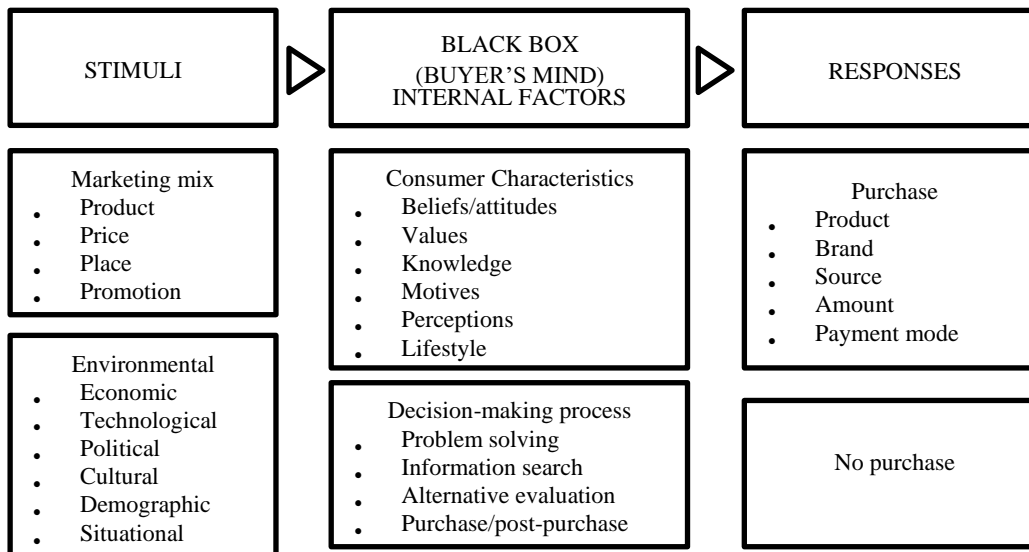 STIMULI
BLACK BOX
(BUYER’S MIND)
INTERNAL FACTORS
RESPONSES
Marketing mix
• Product
• Price
• Place
• Promotion
Environmental
• Economic
• Technological
• Political
• Cultural
• Demographic
• Situational
Consumer Characteristics
• Beliefs/attitudes
• Values
• Knowledge
• Motives
• Perceptions
• Lifestyle
Decision-making process
• Problem solving
• Information search
• Alternative evaluation
• Purchase/post-purchase
Purchase
• Product
• Brand
• Source
• Amount
• Payment mode
No purchase